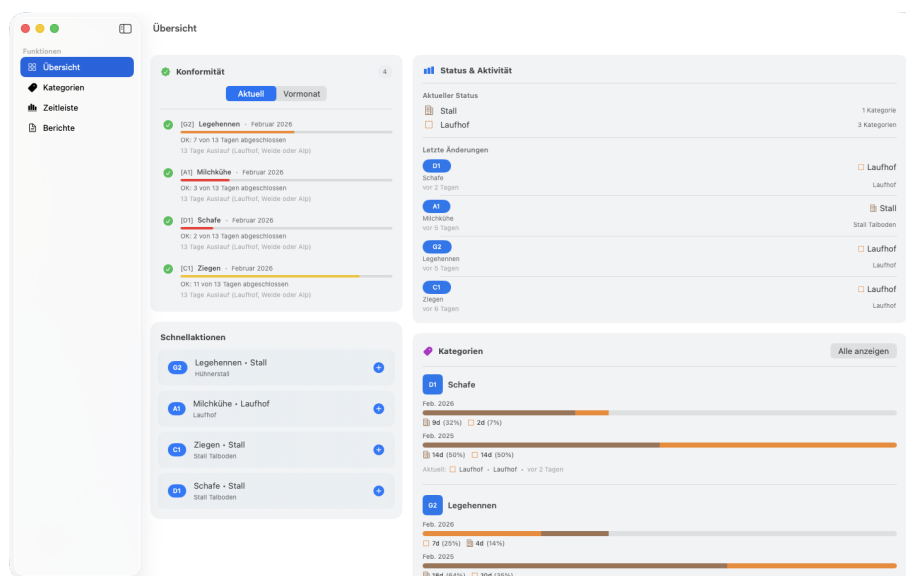 Übersicht
Funktionen
Übersicht
Kategorien
Zeitleiste
Berichte
Konformität
4
Aktuell
Vormonat
[G2] Legehennen - Februar 2026
OK: 7 von 13 Tagen abgeschlossen
13 Tage Auslauf (Laufhof, Weide oder Alp)
[A1] Milchkühe - Februar 2026
OK: 3 von 13 Tagen abgeschlossen
13 Tage Auslauf (Laufhof, Weide oder Alp)
[D1] Schafe - Februar 2026
OK: 2 von 13 Tagen abgeschlossen
13 Tage Auslauf (Laufhof, Weide oder Alp)
[C1] Ziegen - Februar 2026
OK: 11 von 13 Tagen abgeschlossen
13 Tage Auslauf (Laufhof, Weide oder Alp)
Schnellaktionen
G2
Legehennen • Stall
Hühnerstall
A1
Milchkühe • Laufhof
Laufhof
C1
Ziegen • Stall
Stall Talboden
D1
Schafe • Stall
Stall Talboden
Status & Aktivität
Aktueller Status
Stall
1 Kategorie
Laufhof
3 Kategorien
Letzte Änderungen
D1
Laufhof
Schafe
vor 2 Tagen
Laufhof
A1
Stall
Milchkühe
vor 5 Tagen
Stall Talboden
G2
Laufhof
Legehennen
vor 5 Tagen
Laufhof
C1
Laufhof
Ziegen
vor 6 Tagen
Laufhof
Kategorien
Alle anzeigen
D1 Schafe
Feb. 2026
9d (32%) 2d (7%)
Feb. 2025
14d (50%) 14d (50%)
Aktuell: Laufhof • Laufhof • vor 2 Tagen
G2 Legehennen
Feb. 2026
7d (25%) 4d (14%)
Feb. 2025
18d (64%) 10d (36%)